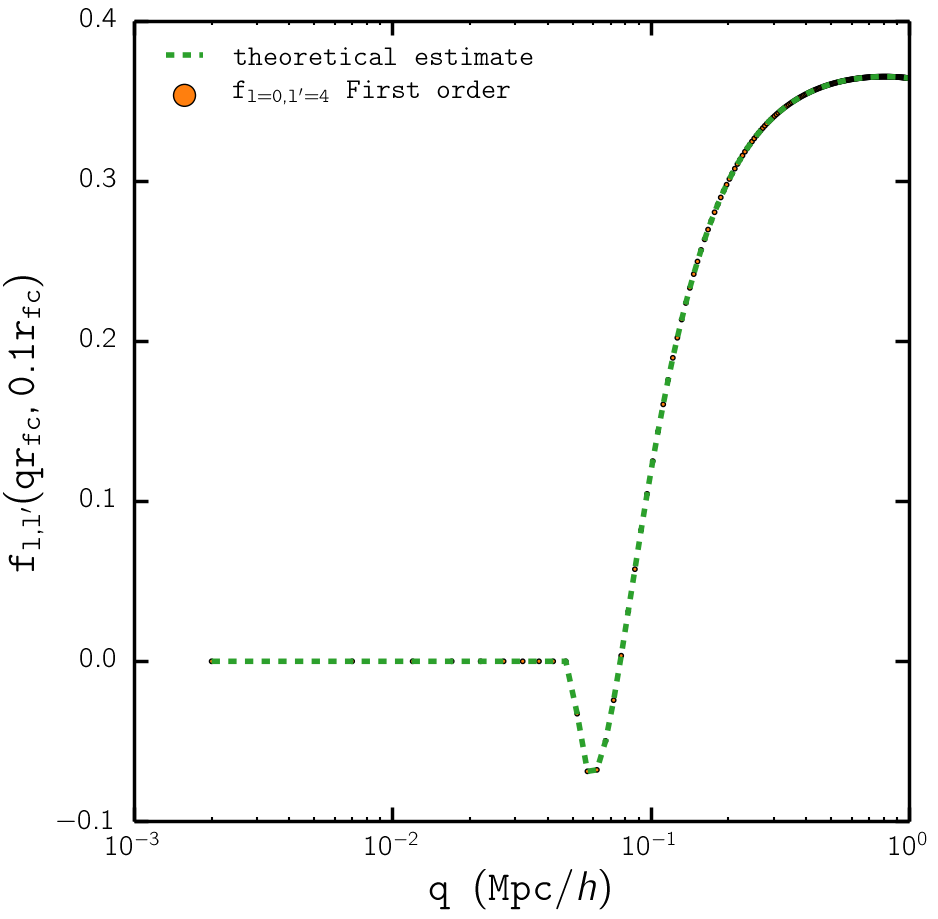 theoretical estimate
f_{l=0,l'=4} First order
f_{l,l'}(qr_{fc}, 0.1r_{fc})
0.4
0.3
0.2
0.1
0.0
−0.1
10^{−3} 10^{−2} 10^{−1} 10^{0}
q (Mpc/h)